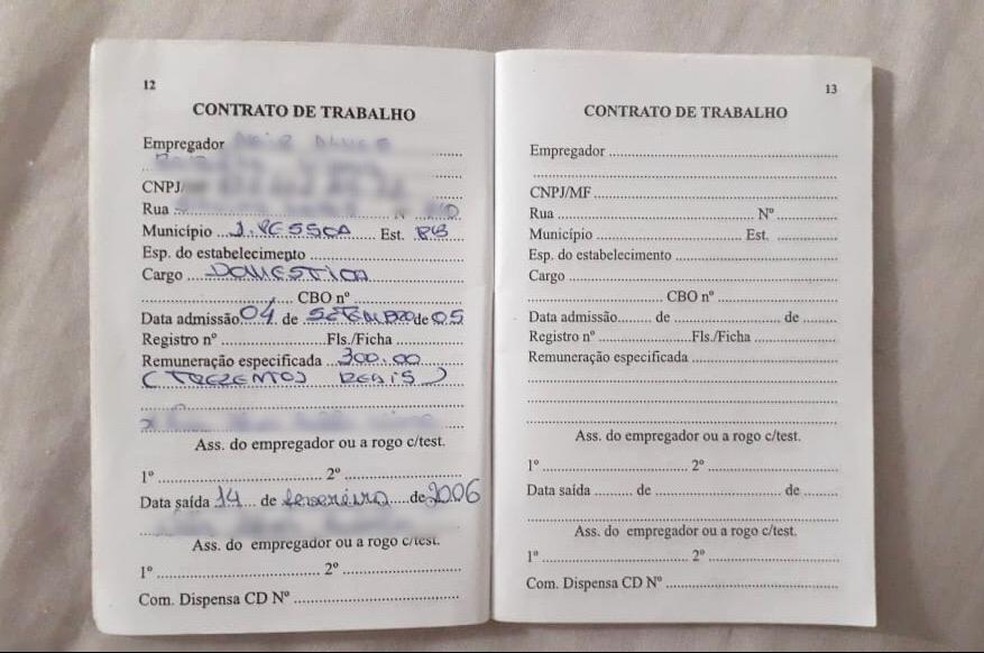 12
CONTRATO DE TRABALHO
Empregador
CNPJ/
Rua ........ Nº
Município ... J. PESSOA ... Est. PB
Esp. do estabelecimento ........
Cargo ... DOMESTICA
........ CBO nº ........
Data admissão 04 de SETEMBRO de 05
Registro nº ........ Fls./Ficha ........
Remuneração especificada ... 300,00
(TREZENTOS REAIS)
Ass. do empregador ou a rogo c/test.
1º ........ 2º ........
Data saída 14 de fevereiro de 2006
Ass. do empregador ou a rogo c/test.
1º ........ 2º ........
Com. Dispensa CD Nº ........
13
CONTRATO DE TRABALHO
Empregador ........
CNPJ/MF ........
Rua ........ Nº ........
Município ........ Est. ........
Esp. do estabelecimento ........
Cargo ........
........ CBO nº ........
Data admissão ........ de ........ de ........
Registro nº ........ Fls./Ficha ........
Remuneração especificada ........
Ass. do empregador ou a rogo c/test.
1º ........ 2º ........
Data saída ........ de ........ de ........
Ass. do empregador ou a rogo c/test.
1º ........ 2º ........
Com. Dispensa CD Nº ........